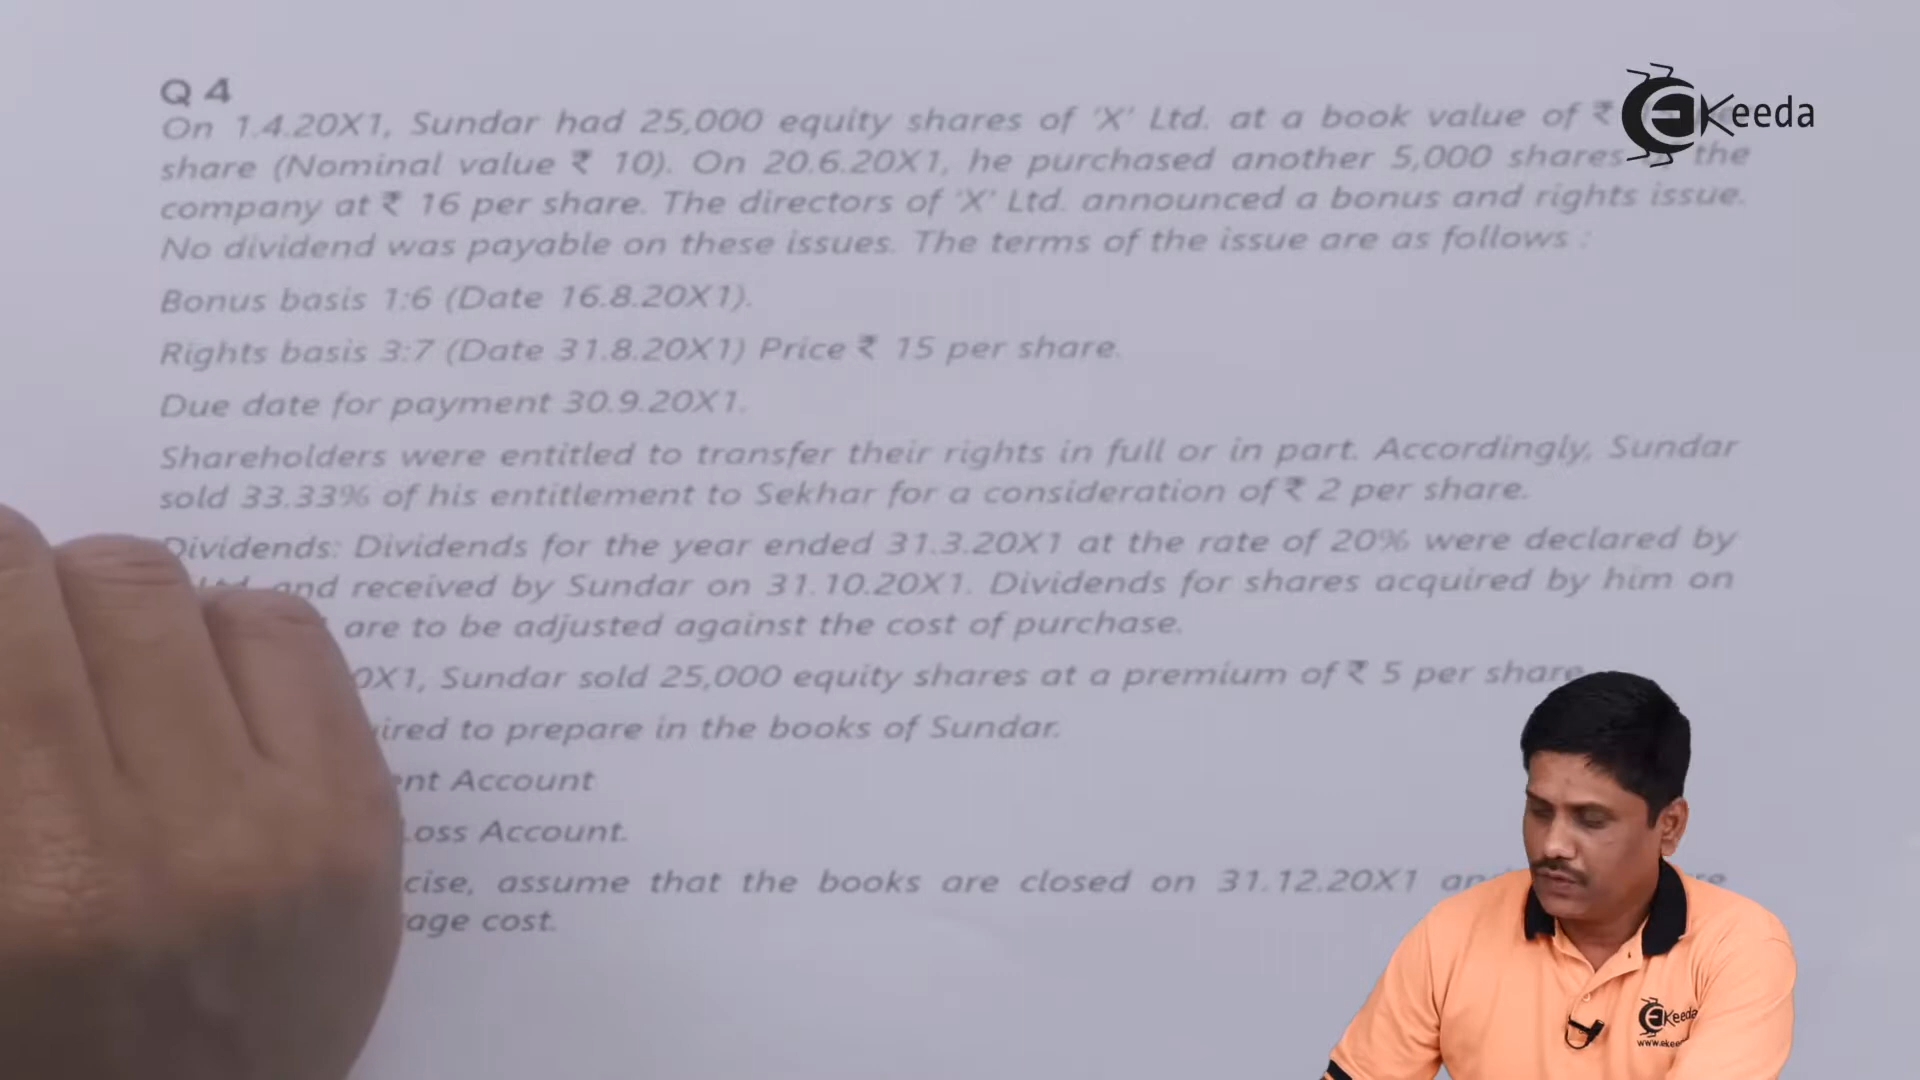 Q 4
On 1.4.20X1, Sundar had 25,000 equity shares of ‘X’ Ltd. at a book value of ₹
share (Nominal value ₹ 10). On 20.6.20X1, he purchased another 5,000 shares the
company at ₹ 16 per share. The directors of ‘X’ Ltd. announced a bonus and rights issue.
No dividend was payable on these issues. The terms of the issue are as follows :
Bonus basis 1:6 (Date 16.8.20X1).
Rights basis 3:7 (Date 31.8.20X1) Price ₹ 15 per share.
Due date for payment 30.9.20X1.
Shareholders were entitled to transfer their rights in full or in part. Accordingly, Sundar
sold 33.33% of his entitlement to Sekhar for a consideration of ₹ 2 per share.
Dividends: Dividends for the year ended 31.3.20X1 at the rate of 20% were declared by
and received by Sundar on 31.10.20X1. Dividends for shares acquired by him on
are to be adjusted against the cost of purchase.
0X1, Sundar sold 25,000 equity shares at a premium of ₹ 5 per share
ired to prepare in the books of Sundar.
nt Account
Loss Account.
cise, assume that the books are closed on 31.12.20X1
age cost.
Keeda
Keeda